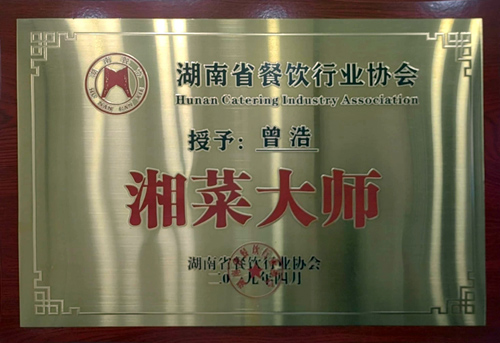 湖南省餐饮行业协会
Hunan Catering Industry Association
授予：曾浩
湘菜大师
湖南省餐饮行业协会
二〇一九年四月